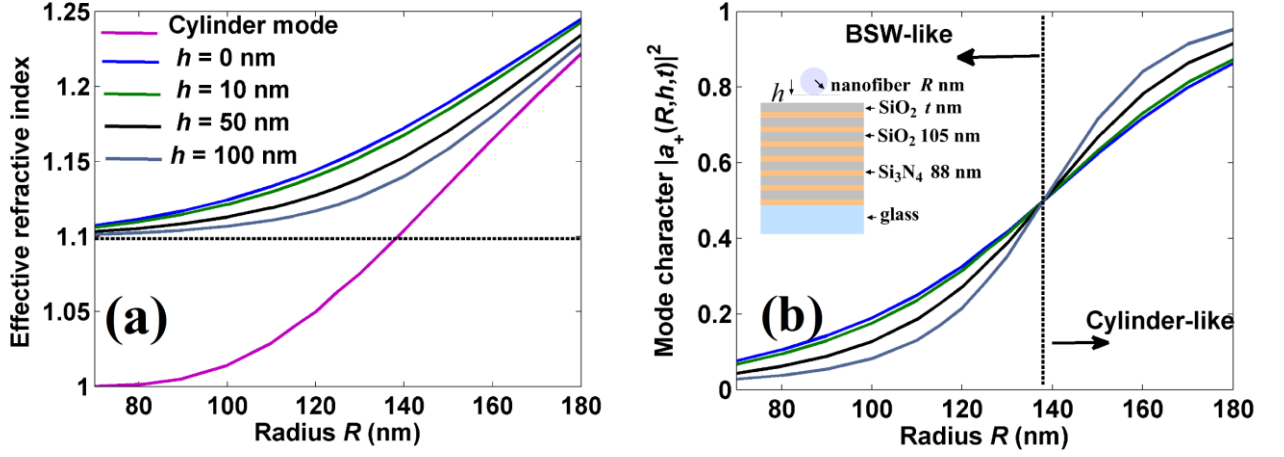 Effective refractive index
1.25
1.2
1.15
1.1
1.05
1
Cylinder mode
h = 0 nm
h = 10 nm
h = 50 nm
h = 100 nm
(a)
80 100 120 140 160 180
Radius R (nm)
Mode character |a₊(R,h,t)|²
1
0.8
0.6
0.4
0.2
0
BSW-like
h
nanofiber R nm
SiO₂ t nm
SiO₂ 105 nm
Si₃N₄ 88 nm
glass
(b)
Cylinder-like
80 100 120 140 160 180
Radius R (nm)